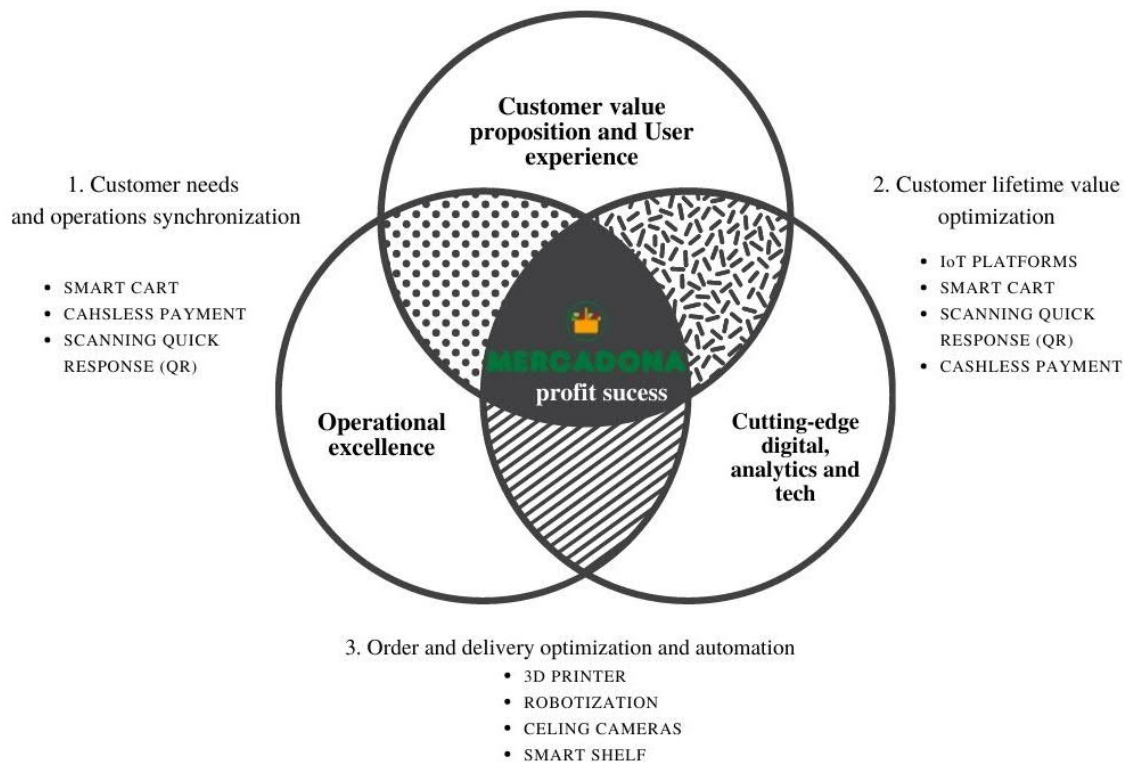 Customer value
proposition and User
experience
1. Customer needs
and operations synchronization
• SMART CART
• CAHSLESS PAYMENT
• SCANNING QUICK
RESPONSE (QR)
2. Customer lifetime value
optimization
• IoT PLATFORMS
• SMART CART
• SCANNING QUICK
RESPONSE (QR)
• CASHLESS PAYMENT
MERCADONA
profit sucess
Operational
excellence
Cutting-edge
digital,
analytics and
tech
3. Order and delivery optimization and automation
• 3D PRINTER
• ROBOTIZATION
• CELING CAMERAS
• SMART SHELF